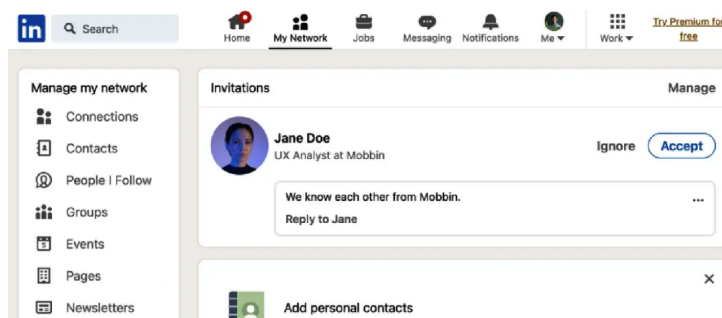 in
Search
Home
My Network
Jobs
Messaging
Notifications
Me
Work
Try Premium for
free
Manage my network
Connections
Contacts
People I Follow
Groups
Events
Pages
Newsletters
Invitations
Manage
Jane Doe
UX Analyst at Mobbin
Ignore
Accept
We know each other from Mobbin.
Reply to Jane
Add personal contacts